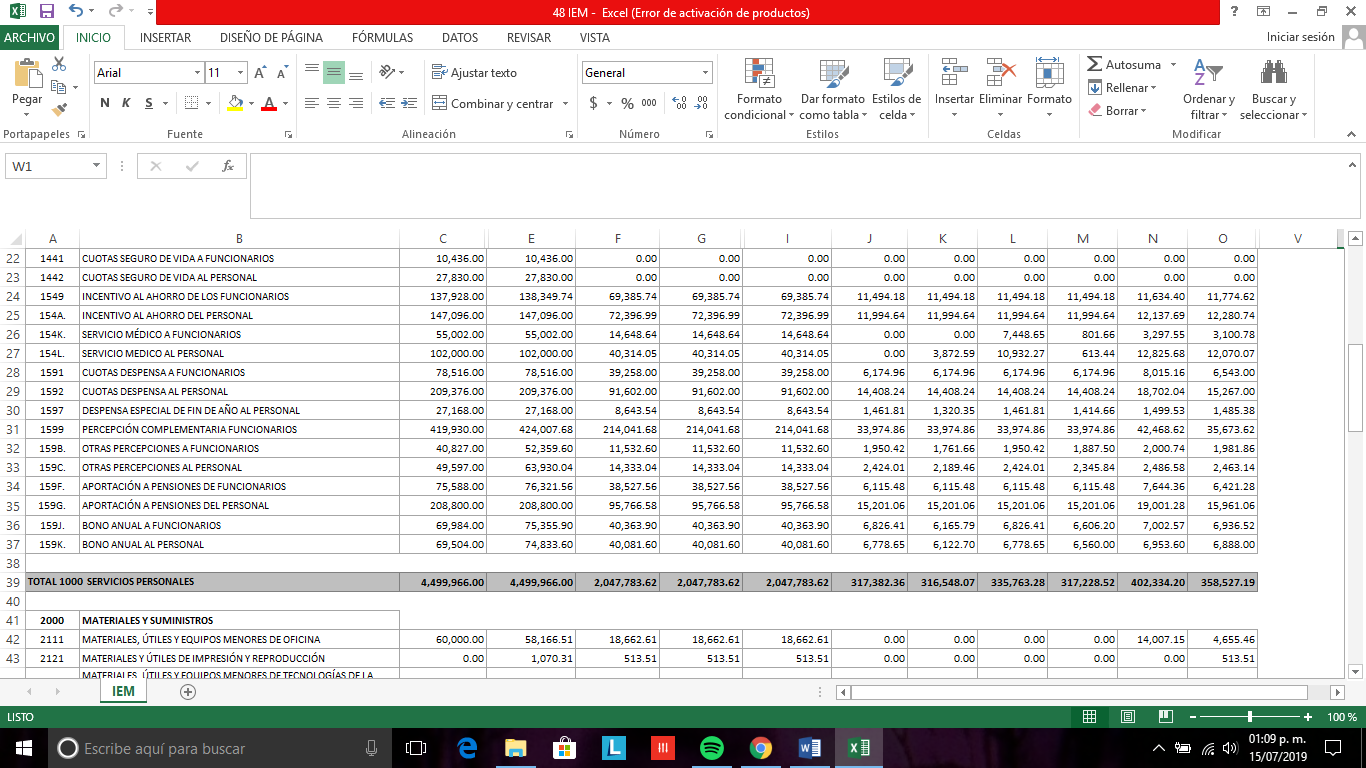 48 IEM - Excel (Error de activación de productos)
ARCHIVO INICIO INSERTAR DISEÑO DE PÁGINA FÓRMULAS DATOS REVISAR VISTA Iniciar sesión
Pegar
Portapapeles
Arial 11
N K S
Fuente
Ajustar texto
Combinar y centrar
Alineación
General
$ % 000
Número
Formato condicional
Dar formato como tabla
Estilos de celda
Estilos
Insertar Eliminar Formato
Celdas
Autosuma
Rellenar
Borrar
Ordenar y filtrar
Buscar y seleccionar
Modificar
W1 fx
A B C E F G I J K L M N O V
22 1441 CUOTAS SEGURO DE VIDA A FUNCIONARIOS 10,436.00 10,436.00 0.00 0.00 0.00 0.00 0.00 0.00 0.00 0.00 0.00
23 1442 CUOTAS SEGURO DE VIDA AL PERSONAL 27,830.00 27,830.00 0.00 0.00 0.00 0.00 0.00 0.00 0.00 0.00 0.00
24 1549 INCENTIVO AL AHORRO DE LOS FUNCIONARIOS 137,928.00 138,349.74 69,385.74 69,385.74 69,385.74 11,494.18 11,494.18 11,494.18 11,494.18 11,634.40 11,774.62
25 154A. INCENTIVO AL AHORRO DEL PERSONAL 147,096.00 147,096.00 72,396.99 72,396.99 72,396.99 11,994.64 11,994.64 11,994.64 11,994.64 12,137.69 12,280.74
26 154K. SERVICIO MÉDICO A FUNCIONARIOS 55,002.00 55,002.00 14,648.64 14,648.64 14,648.64 0.00 0.00 7,448.65 801.66 3,297.55 3,100.78
27 154L. SERVICIO MEDICO AL PERSONAL 102,000.00 102,000.00 40,314.05 40,314.05 40,314.05 0.00 3,872.59 10,932.27 613.44 12,825.68 12,070.07
28 1591 CUOTAS DESPENSA A FUNCIONARIOS 78,516.00 78,516.00 39,258.00 39,258.00 39,258.00 6,174.96 6,174.96 6,174.96 6,174.96 8,015.16 6,543.00
29 1592 CUOTAS DESPENSA AL PERSONAL 209,376.00 209,376.00 91,602.00 91,602.00 91,602.00 14,408.24 14,408.24 14,408.24 14,408.24 18,702.04 15,267.00
30 1597 DESPENSA ESPECIAL DE FIN DE AÑO AL PERSONAL 27,168.00 27,168.00 8,643.54 8,643.54 8,643.54 1,461.81 1,320.35 1,461.81 1,414.66 1,499.53 1,485.38
31 1599 PERCEPCIÓN COMPLEMENTARIA FUNCIONARIOS 419,930.00 424,007.68 214,041.68 214,041.68 214,041.68 33,974.86 33,974.86 33,974.86 33,974.86 42,468.62 35,673.62
32 159B. OTRAS PERCEPCIONES A FUNCIONARIOS 40,827.00 52,359.60 11,532.60 11,532.60 11,532.60 1,950.42 1,761.66 1,950.42 1,887.50 2,000.74 1,981.86
33 159C. OTRAS PERCEPCIONES AL PERSONAL 49,597.00 63,930.04 14,333.04 14,333.04 14,333.04 2,424.01 2,189.46 2,424.01 2,345.84 2,486.58 2,463.14
34 159F. APORTACIÓN A PENSIONES DE FUNCIONARIOS 75,588.00 76,321.56 38,527.56 38,527.56 38,527.56 6,115.48 6,115.48 6,115.48 6,115.48 7,644.36 6,421.28
35 159G. APORTACIÓN A PENSIONES DEL PERSONAL 208,800.00 208,800.00 95,766.58 95,766.58 95,766.58 15,201.06 15,201.06 15,201.06 15,201.06 19,001.28 15,961.06
36 159J. BONO ANUAL A FUNCIONARIOS 69,984.00 75,355.90 40,363.90 40,363.90 40,363.90 6,826.41 6,165.79 6,826.41 6,606.20 7,002.57 6,936.52
37 159K. BONO ANUAL AL PERSONAL 69,504.00 74,833.60 40,081.60 40,081.60 40,081.60 6,778.65 6,122.70 6,778.65 6,560.00 6,953.60 6,888.00
38
39 TOTAL 1000 SERVICIOS PERSONALES 4,499,966.00 4,499,966.00 2,047,783.62 2,047,783.62 2,047,783.62 317,382.36 316,548.07 335,763.28 317,228.52 402,334.20 358,527.19
40
41 2000 MATERIALES Y SUMINISTROS
42 2111 MATERIALES, ÚTILES Y EQUIPOS MENORES DE OFICINA 60,000.00 58,166.51 18,662.61 18,662.61 18,662.61 0.00 0.00 0.00 0.00 14,007.15 4,655.46
43 2121 MATERIALES Y ÚTILES DE IMPRESIÓN Y REPRODUCCIÓN 0.00 1,070.31 513.51 513.51 513.51 0.00 0.00 0.00 0.00 0.00 513.51
MATERIALES, ÚTILES Y EQUIPOS MENORES DE TECNOLOGÍAS DE LA
IEM
LISTO 100 %
Escribe aquí para buscar
01:09 p. m.
15/07/2019